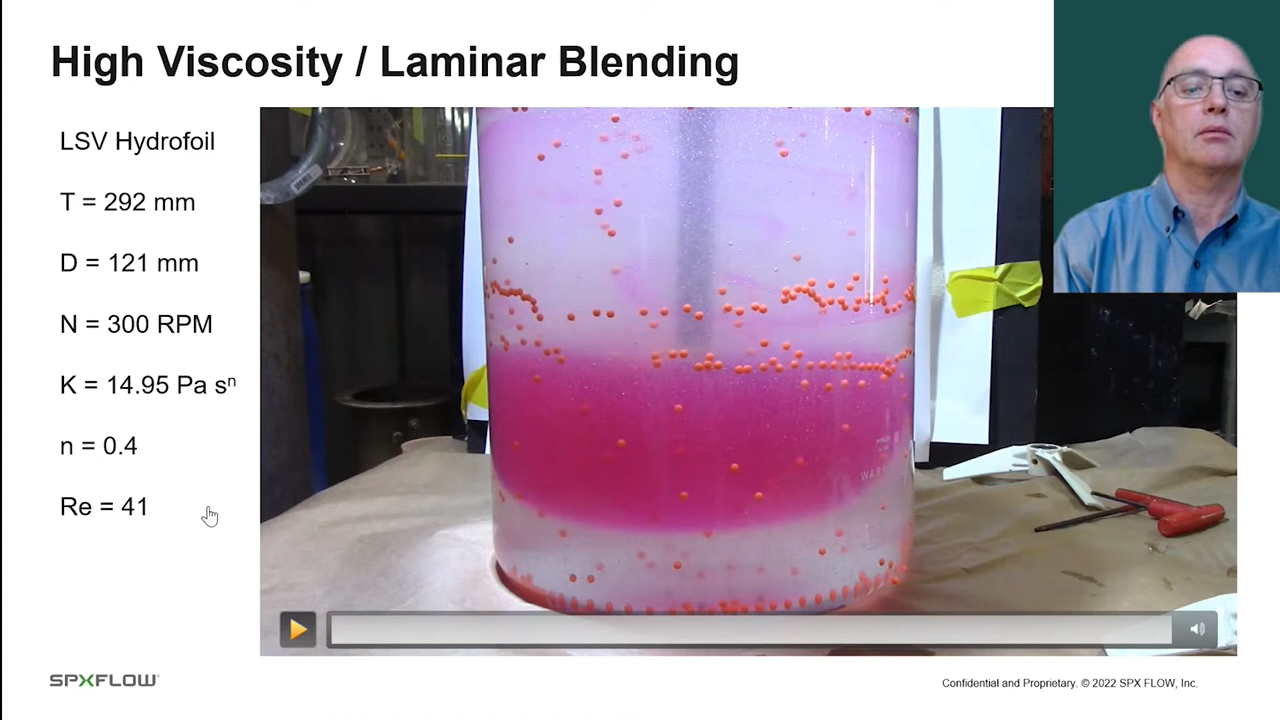 High Viscosity / Laminar Blending
LSV Hydrofoil
T = 292 mm
D = 121 mm
N = 300 RPM
K = 14.95 Pa sⁿ
n = 0.4
Re = 41
SPXFLOW
Confidential and Proprietary. © 2022 SPX FLOW, Inc.